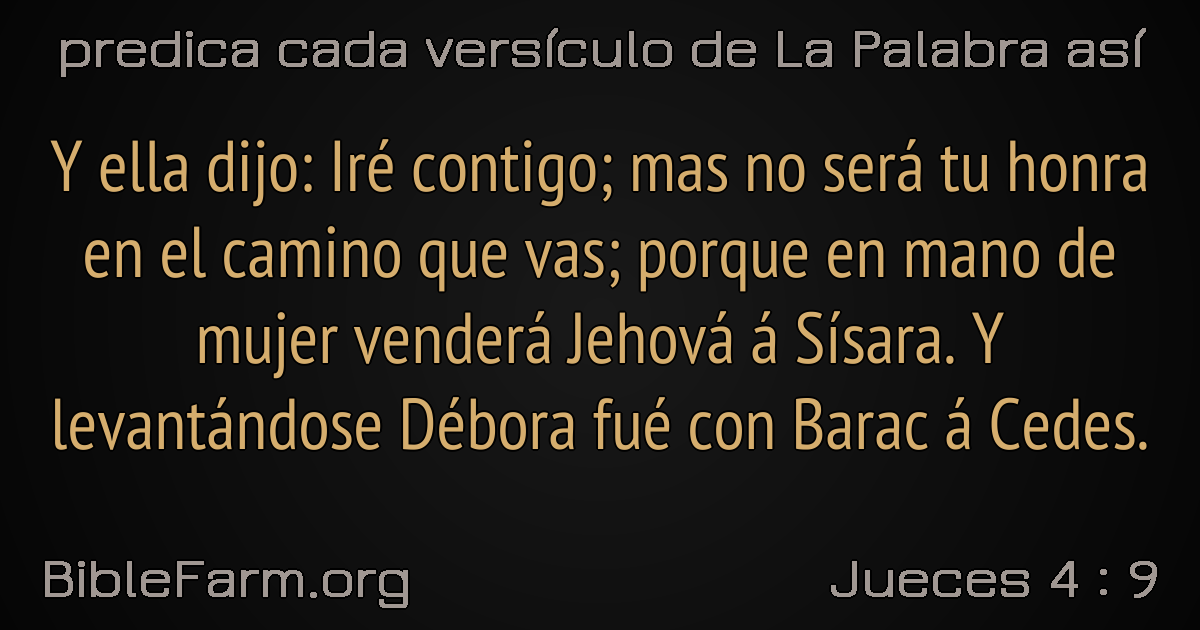 predica cada versículo de La Palabra así
Y ella dijo: Iré contigo; mas no será tu honra
en el camino que vas; porque en mano de
mujer venderá Jehová á Sísara. Y
levantándose Débora fué con Barac á Cedes.
BibleFarm.org
Jueces 4 : 9